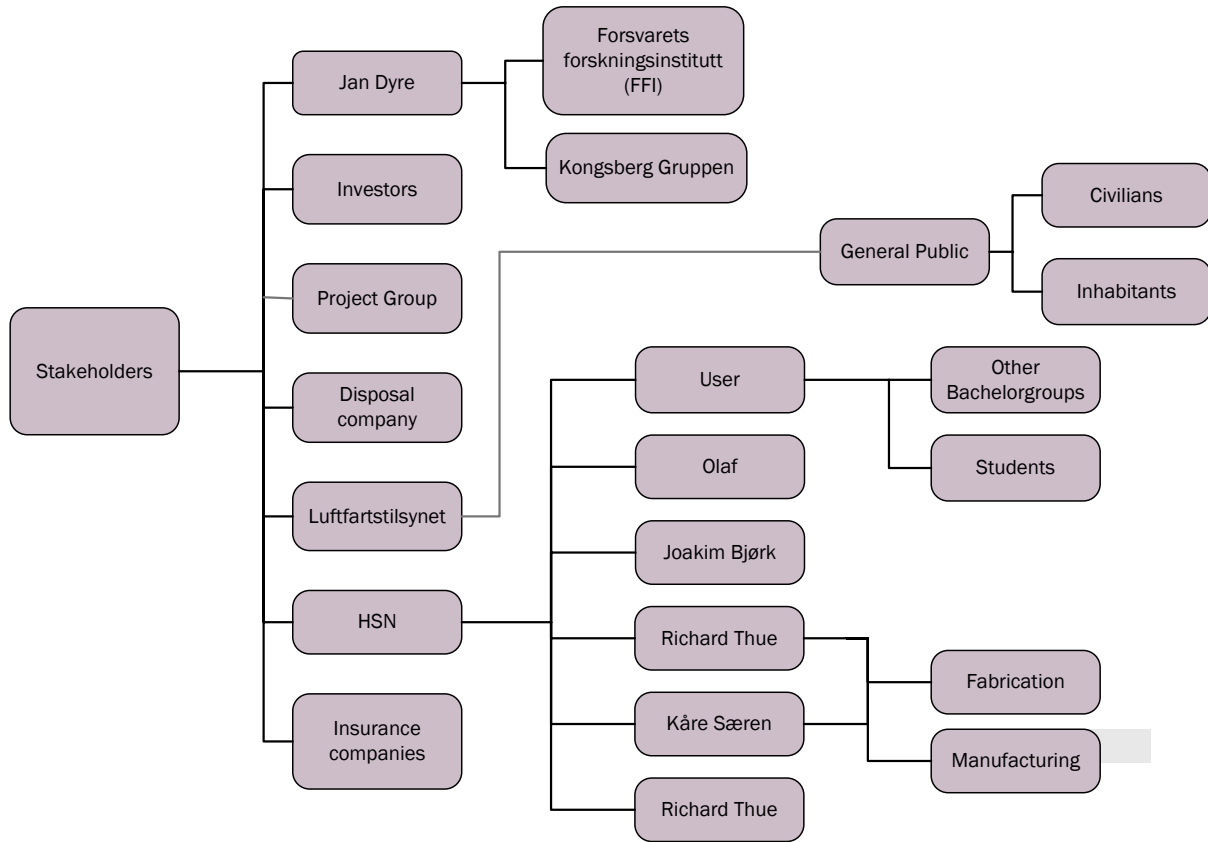 Stakeholders
Jan Dyre
Forsvarets
forskningsinstitutt
(FFI)
Kongsberg Gruppen
Investors
Project Group
Disposal
company
Luftfartstilsynet
General Public
Civilians
Inhabitants
HSN
User
Other
Bachelorgroups
Students
Olaf
Joakim Bjørk
Richard Thue
Kåre Særen
Fabrication
Manufacturing
Richard Thue
Insurance
companies